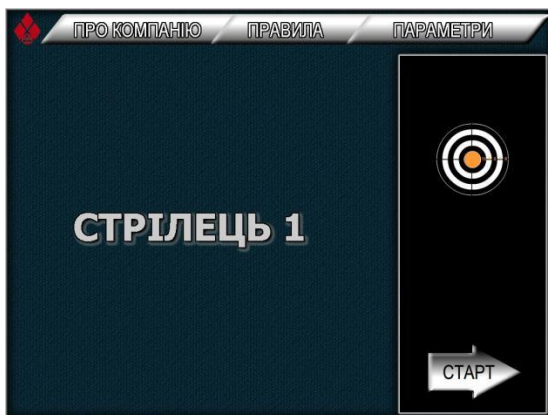 ПРО КОМПАНІЮ ПРАВИЛА ПАРАМЕТРИ
СТРІЛЕЦЬ 1
СТАРТ